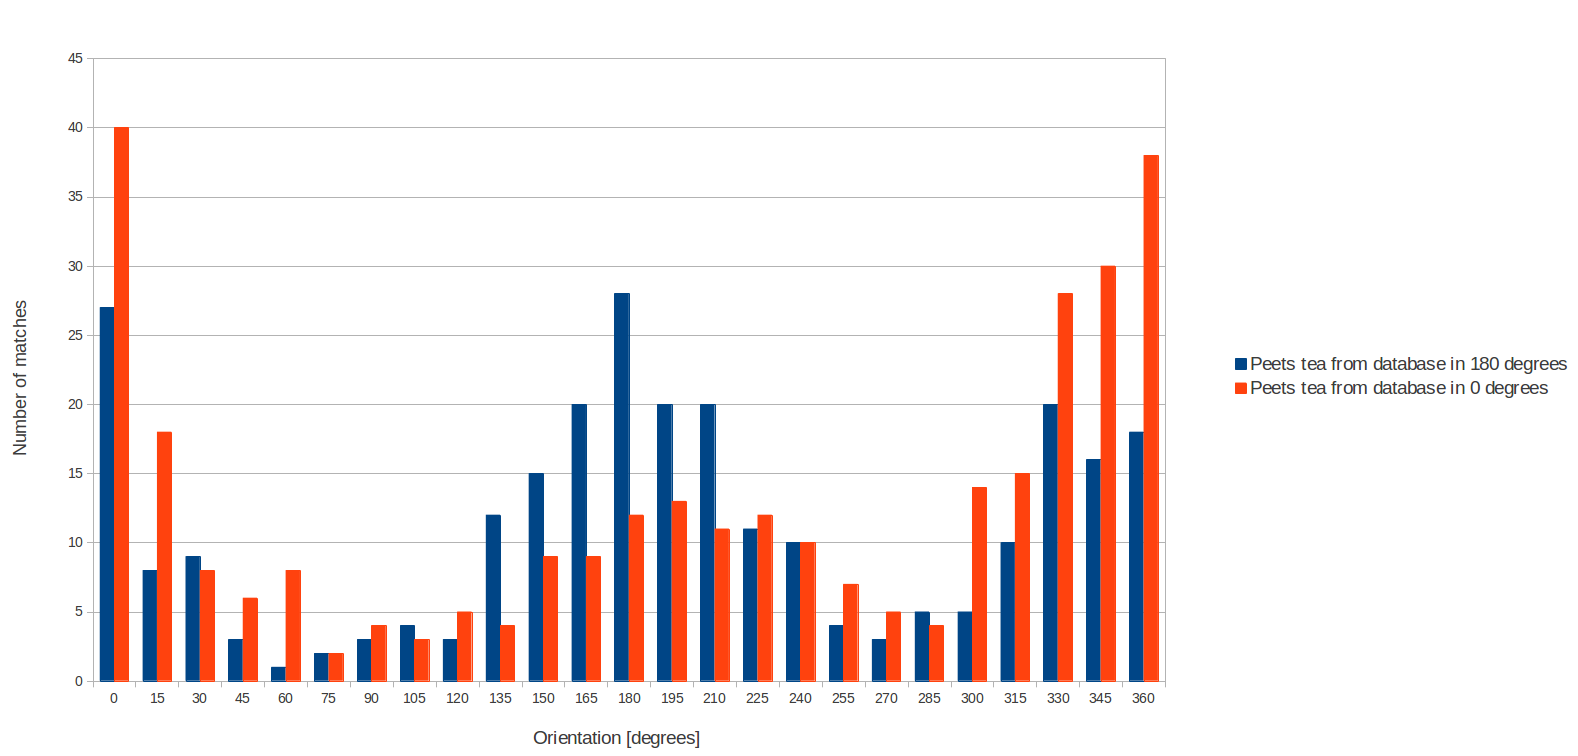 45
40
35
30
25
20
15
10
5
0
Number of matches
0 15 30 45 60 75 90 105 120 135 150 165 180 195 210 225 240 255 270 285 300 315 330 345 360
Orientation [degrees]
Peets tea from database in 180 degrees
Peets tea from database in 0 degrees